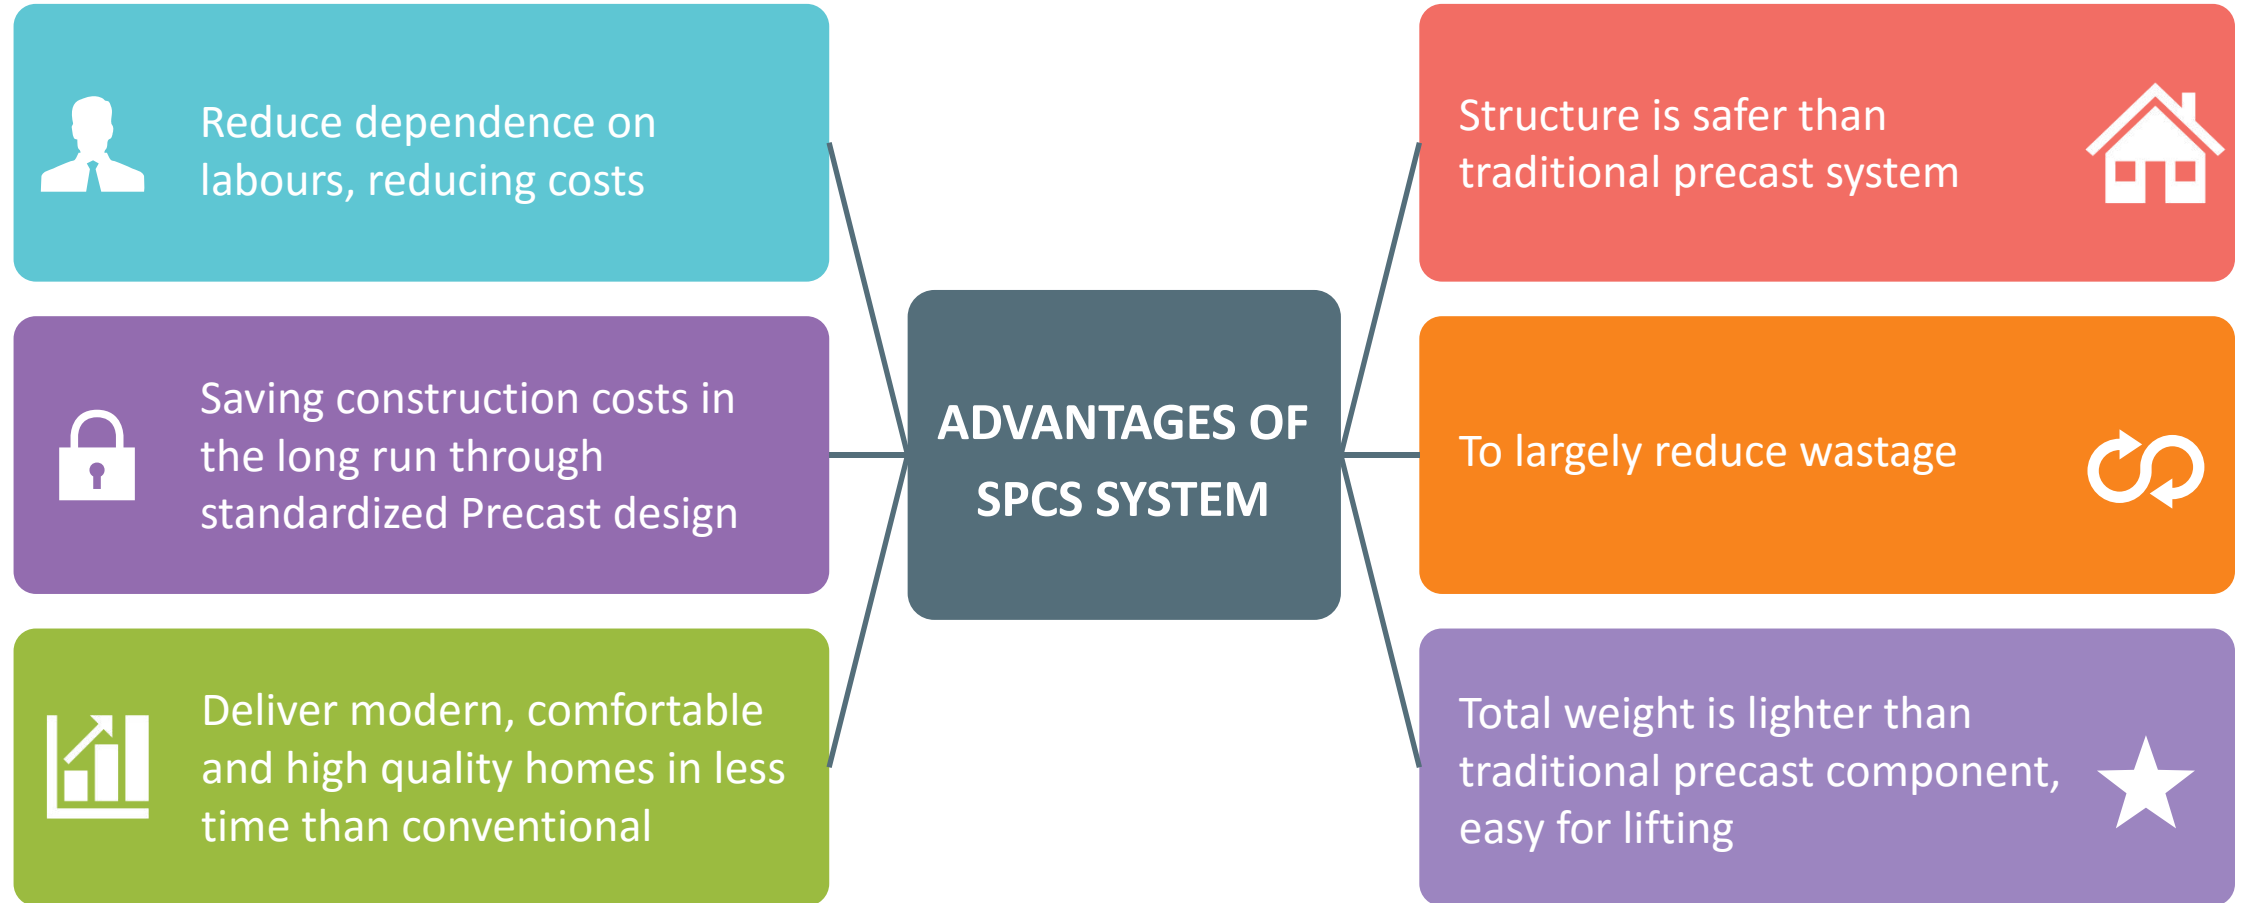 Reduce dependence on
labours, reducing costs
Saving construction costs in
the long run through
standardized Precast design
Deliver modern, comfortable
and high quality homes in less
time than conventional
ADVANTAGES OF
SPCS SYSTEM
Structure is safer than
traditional precast system
To largely reduce wastage
Total weight is lighter than
traditional precast component,
easy for lifting